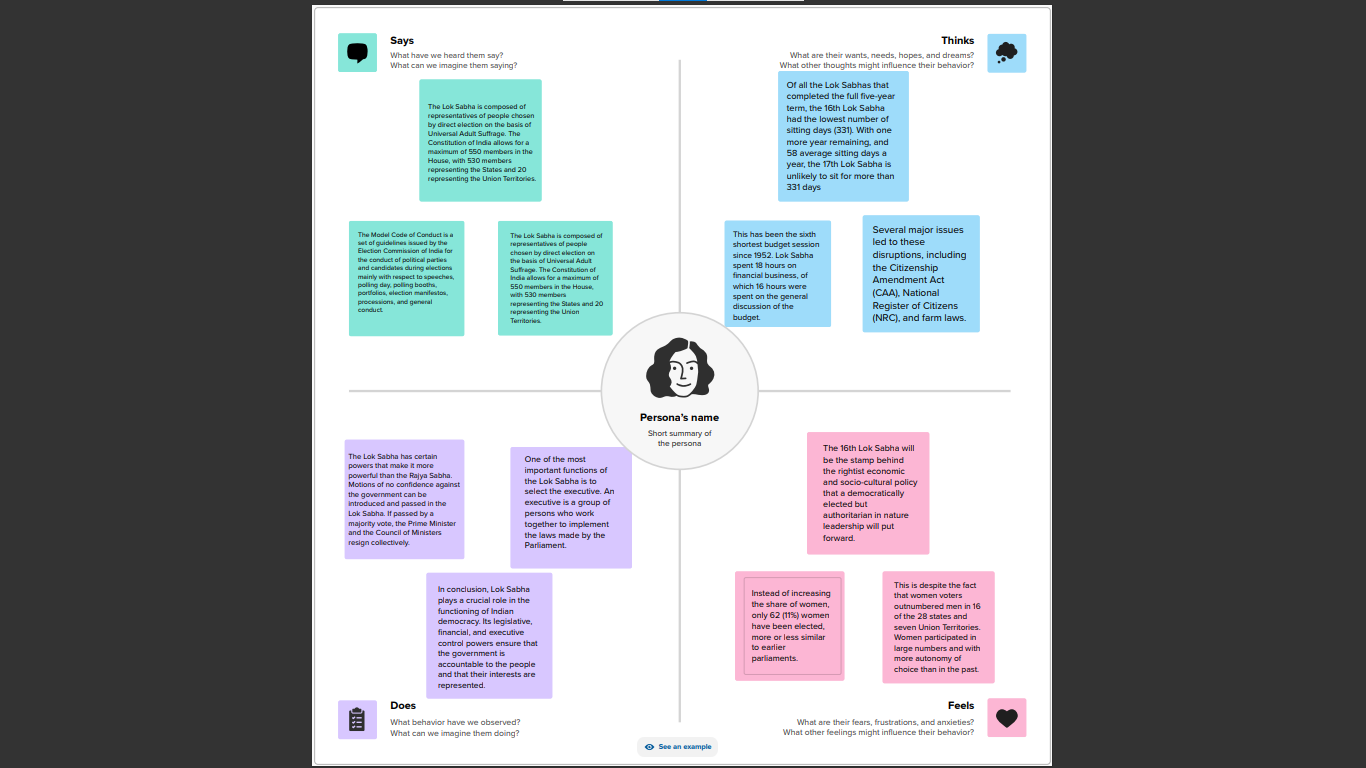 Says
What have we heard them say?
What can we imagine them saying?
The Lok Sabha is composed of
representatives of people chosen
by direct election on the basis of
Universal Adult Suffrage. The
Constitution of India allows for a
maximum of 550 members in the
House, with 530 members
representing the States and 20
representing the Union Territories.
The Model Code of Conduct is a
set of guidelines issued by the
Election Commission of India for
the conduct of political parties
and candidates during elections
mainly with respect to speeches,
polling day, polling booths,
portfolios, election manifestos,
processions, and general
conduct.
The Lok Sabha is composed of
representatives of people
chosen by direct election on
the basis of Universal Adult
Suffrage. The Constitution of
India allows for a maximum of
550 members in the House,
with 530 members
representing the States and 20
representing the Union
Territories.
Thinks
What are their wants, needs, hopes, and dreams?
What other thoughts might influence their behavior?
Of all the Lok Sabhas that
completed the full five-year
term, the 16th Lok Sabha
had the lowest number of
sitting days (331). With one
more year remaining, and
58 average sitting days a
year, the 17th Lok Sabha is
unlikely to sit for more than
331 days
This has been the sixth
shortest budget session
since 1952. Lok Sabha
spent 18 hours on
financial business, of
which 16 hours were
spent on the general
discussion of the
budget.
Several major issues
led to these
disruptions, including
the Citizenship
Amendment Act
(CAA), National
Register of Citizens
(NRC), and farm laws.
Persona's name
Short summary of
the persona
The Lok Sabha has certain
powers that make it more
powerful than the Rajya Sabha.
Motions of no confidence against
the government can be
introduced and passed in the
Lok Sabha. If passed by a
majority vote, the Prime Minister
and the Council of Ministers
resign collectively.
One of the most
important functions of
the Lok Sabha is to
select the executive. An
executive is a group of
persons who work
together to implement
the laws made by the
Parliament.
In conclusion, Lok Sabha
plays a crucial role in the
functioning of Indian
democracy. Its legislative,
financial, and executive
control powers ensure that
the government is
accountable to the people
and that their interests are
represented.
Does
What behavior have we observed?
What can we imagine them doing?
The 16th Lok Sabha will
be the stamp behind
the rightist economic
and socio-cultural policy
that a democratically
elected but
authoritarian in nature
leadership will put
forward.
Instead of increasing
the share of women,
only 62 (11%) women
have been elected,
more or less similar
to earlier
parliaments.
This is despite the fact
that women voters
outnumbered men in 16
of the 28 states and
seven Union Territories.
Women participated in
large numbers and with
more autonomy of
choice than in the past.
Feels
What are their fears, frustrations, and anxieties?
What other feelings might influence their behavior?
See an example